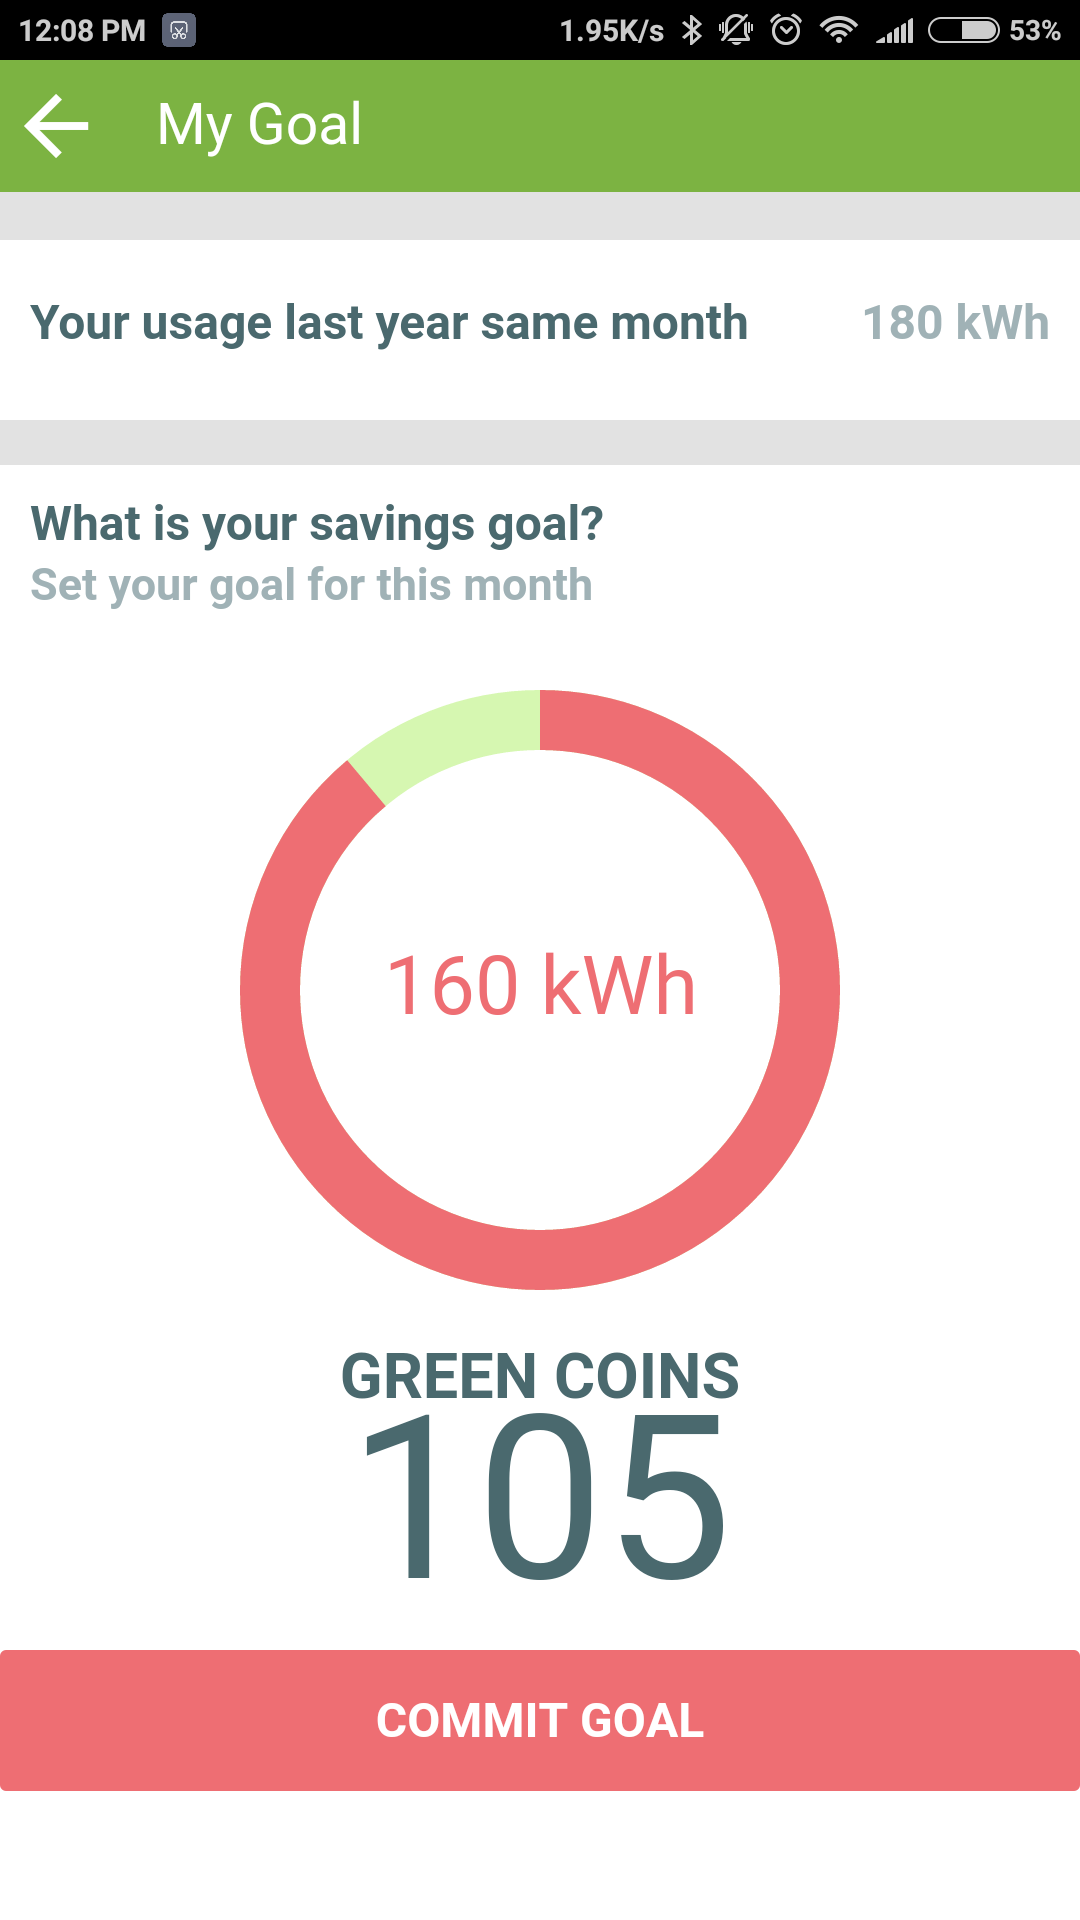 12:08 PM 1.95K/s 53%
My Goal
Your usage last year same month 180 kWh
What is your savings goal?
Set your goal for this month
160 kWh
GREEN COINS
105
COMMIT GOAL